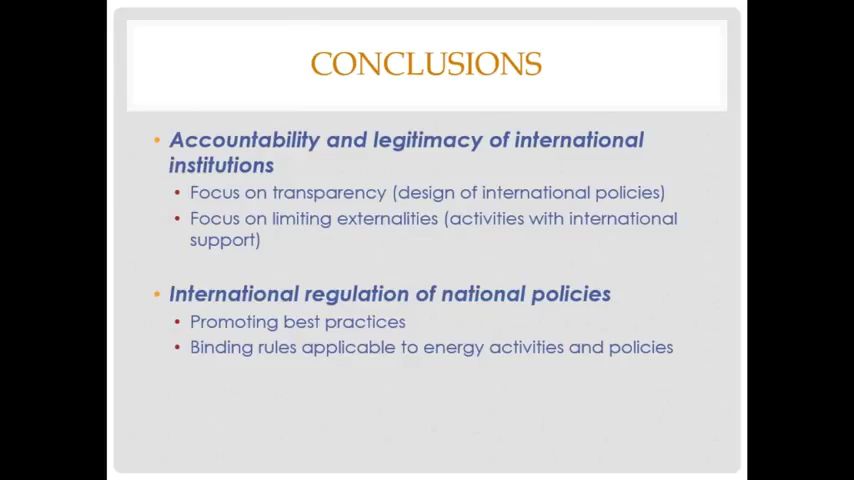 CONCLUSIONS
• Accountability and legitimacy of international
institutions
• Focus on transparency (design of international policies)
• Focus on limiting externalities (activities with international
support)
• International regulation of national policies
• Promoting best practices
• Binding rules applicable to energy activities and policies